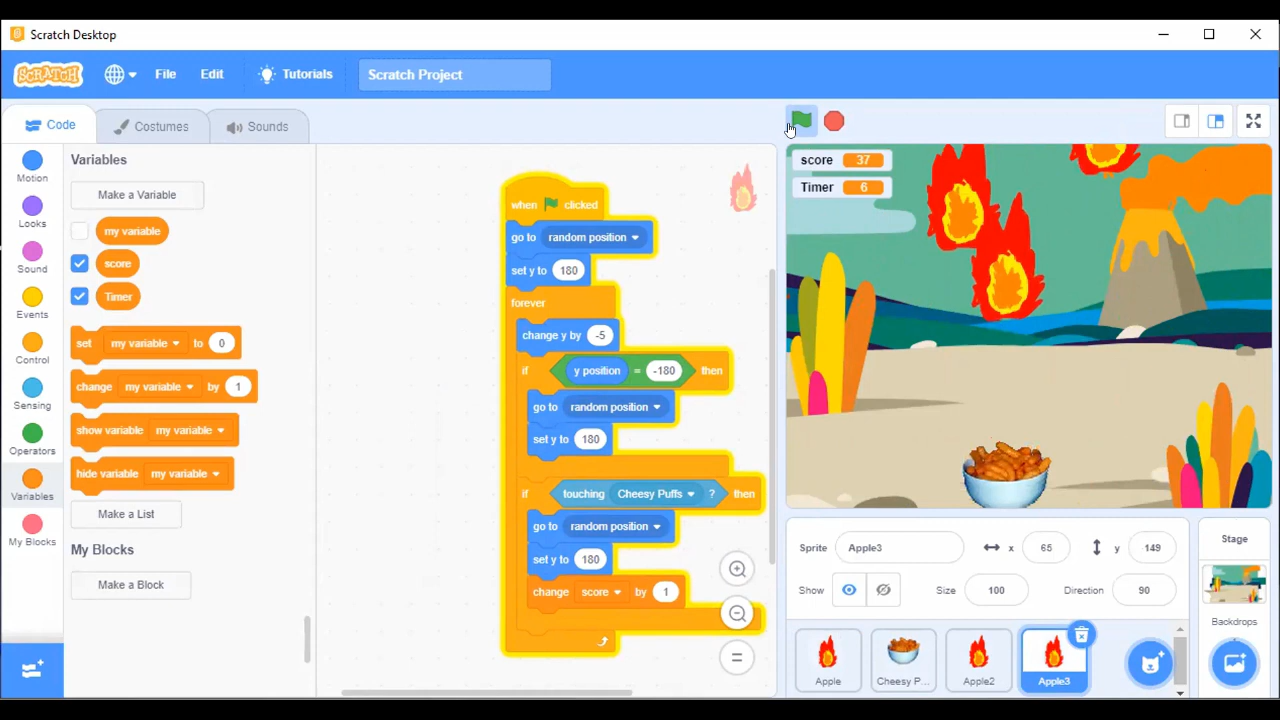 Scratch Desktop
SCRATCH
File
Edit
Tutorials
Scratch Project
Code
Costumes
Sounds
Motion
Looks
Sound
Events
Control
Sensing
Operators
Variables
My Blocks
Variables
Make a Variable
my variable
score
Timer
set my variable to 0
change my variable by 1
show variable my variable
hide variable my variable
Make a List
My Blocks
Make a Block
when clicked
go to random position
set y to 180
forever
change y by -5
if y position = -180 then
go to random position
set y to 180
if touching Cheesy Puffs ? then
go to random position
set y to 180
change score by 1
score 37
Timer 6
Sprite Apple3 x 65 y 149
Show Size 100 Direction 90
Apple
Cheesy P...
Apple2
Apple3
Stage
Backdrops